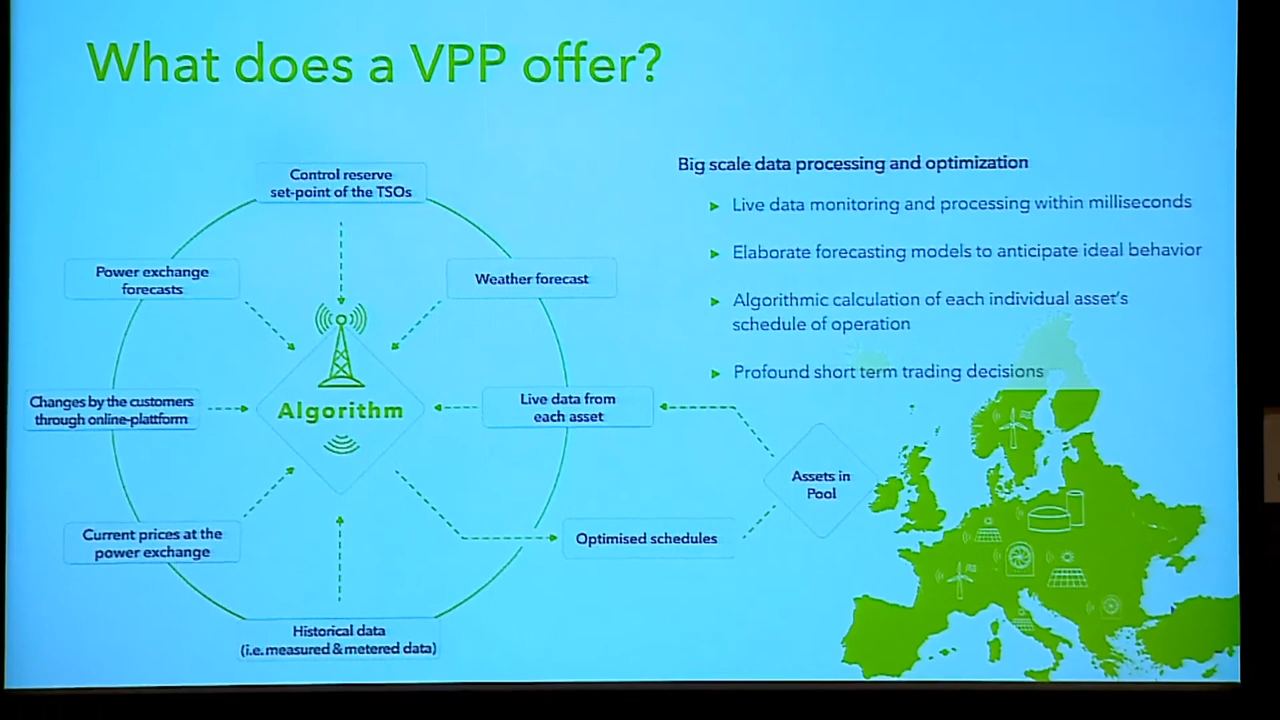 What does a VPP offer?
Control reserve
set-point of the TSOs
Power exchange
forecasts
Weather forecast
Changes by the customers
through online-plattform
Algorithm
Live data from
each asset
Current prices at the
power exchange
Optimised schedules
Historical data
(i.e. measured & metered data)
Assets in
Pool
Big scale data processing and optimization
Live data monitoring and processing within milliseconds
Elaborate forecasting models to anticipate ideal behavior
Algorithmic calculation of each individual asset's
schedule of operation
Profound short term trading decisions